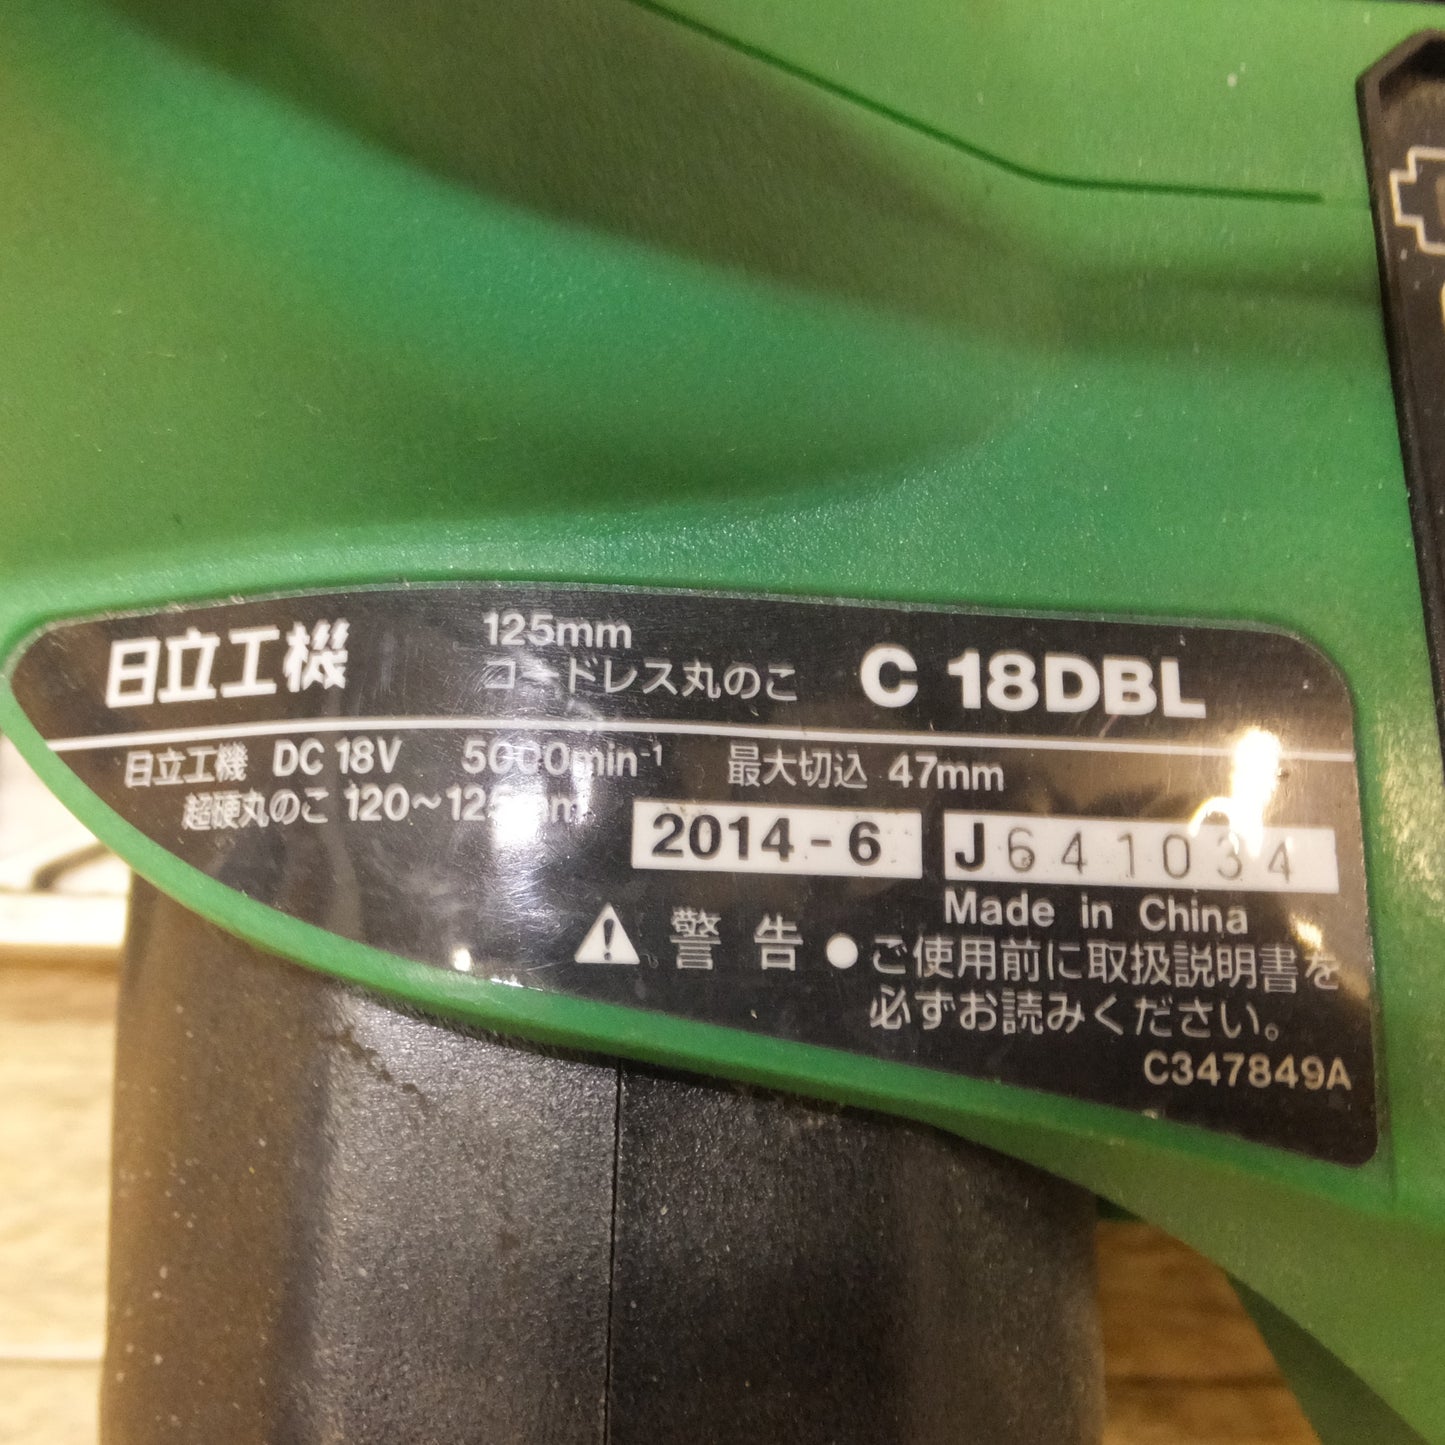 日立工機
125mm
コードレス丸のこ
C 18DBL
日立工機 DC 18V 5000min⁻¹ 最大切込 47mm
超硬丸のこ 120～125mm
2014-6 J641034
Made in China
警告 ●ご使用前に取扱説明書を
必ずお読みください。
C347849A